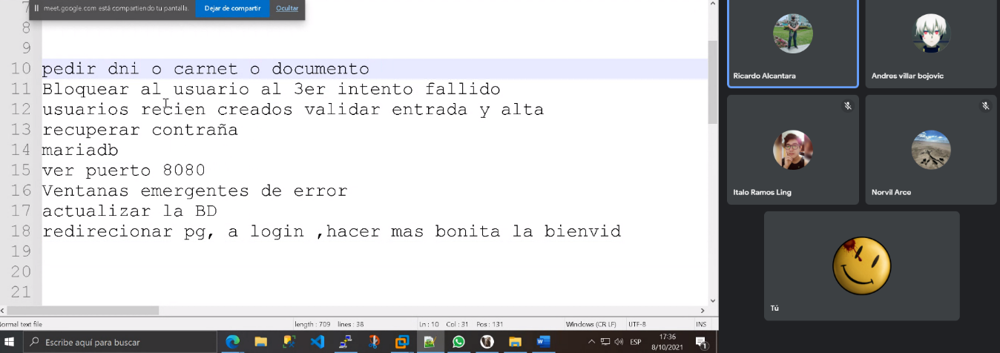 meet.google.com está compartiendo tu pantalla.
Dejar de compartir
Ocultar
7
8
9
10 pedir dni o carnet o documento
11 Bloquear al usuario al 3er intento fallido
12 usuarios recien creados validar entrada y alta
13 recuperar contraña
14 mariadb
15 ver puerto 8080
16 Ventanas emergentes de error
17 actualizar la BD
18 redirecionar pg, a login ,hacer mas bonita la bienvid
19
20
21
Normal text file
length : 709 lines : 38
Ln : 10 Col : 31 Pos : 131
Windows (CR LF)
UTF-8
INS
Escribe aquí para buscar
ESP
17:36
8/10/2021
1
Ricardo Alcantara
Andres villar bojovic
Italo Ramos Ling
Norvil Arce
Tú